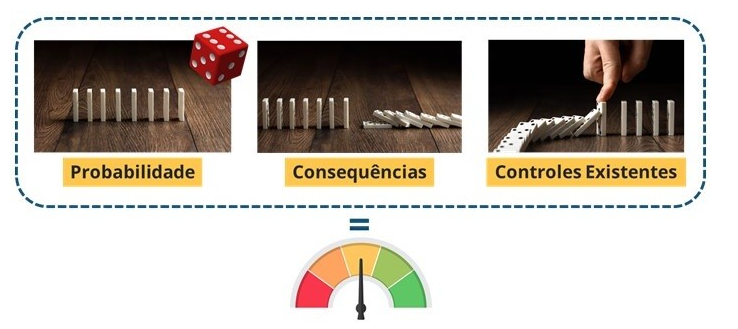 Probabilidade
Consequências
Controles Existentes
=